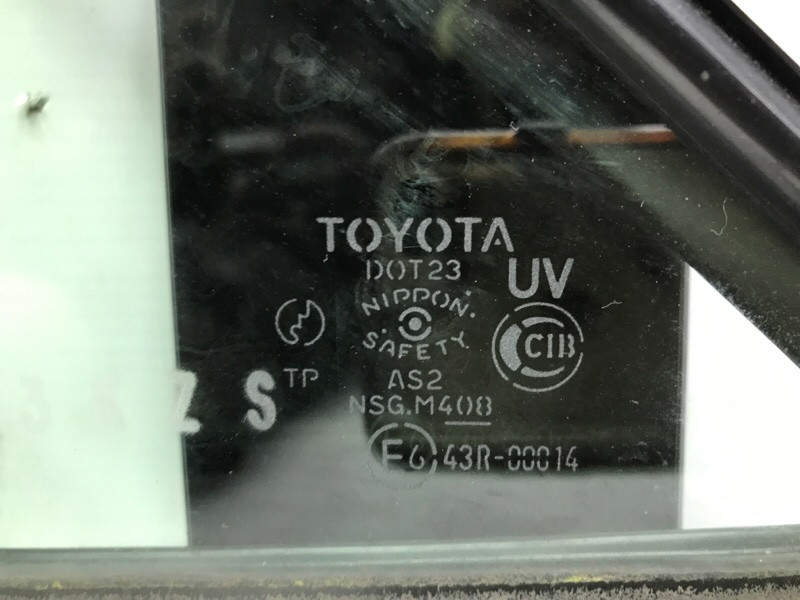 TOYOTA
DOT23
UV
NIPPON.
.SAFETY.
CIB
TP
AS2
Z S
NSG.M408
E6 43R-00014